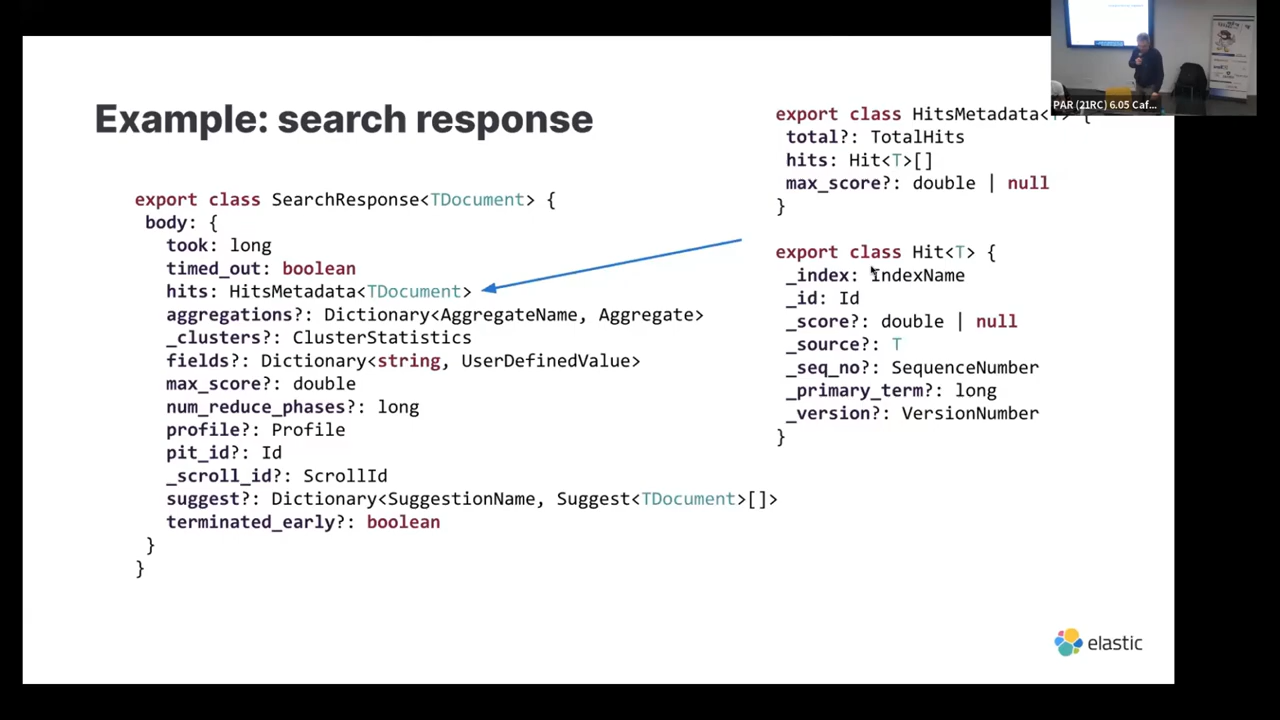 Example: search response
export class SearchResponse<TDocument> {
body: {
took: long
timed_out: boolean
hits: HitsMetadata<TDocument>
aggregations?: Dictionary<AggregateName, Aggregate>
_clusters?: ClusterStatistics
fields?: Dictionary<string, UserDefinedValue>
max_score?: double
num_reduce_phases?: long
profile?: Profile
pit_id?: Id
_scroll_id?: ScrollId
suggest?: Dictionary<SuggestionName, Suggest<TDocument>[]>
terminated_early?: boolean
}
}
export class HitsMetadata<T> {
total?: TotalHits
hits: Hit<T>[]
max_score?: double | null
}
export class Hit<T> {
_index: IndexName
_id: Id
_score?: double | null
_source?: T
_seq_no?: SequenceNumber
_primary_term?: long
_version?: VersionNumber
}
PAR (21RC) 6.05 Caf...
elastic